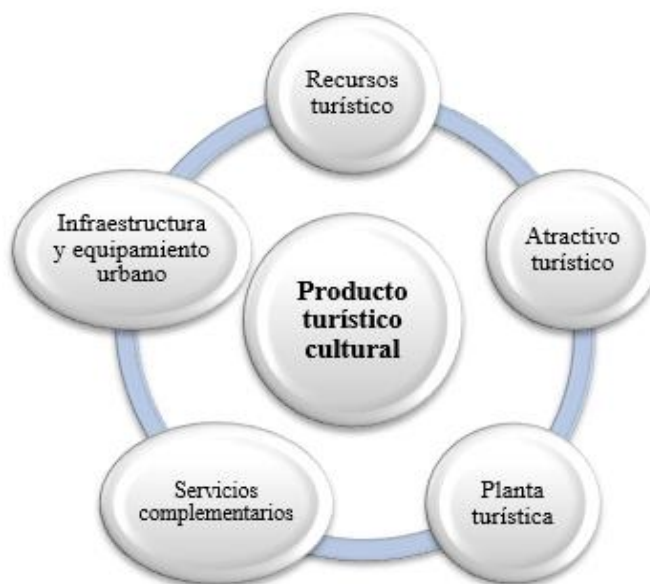 Recursos
turístico
Atractivo
turístico
Planta
turística
Servicios
complementarios
Infraestructura
y equipamiento
urbano
Producto
turístico
cultural